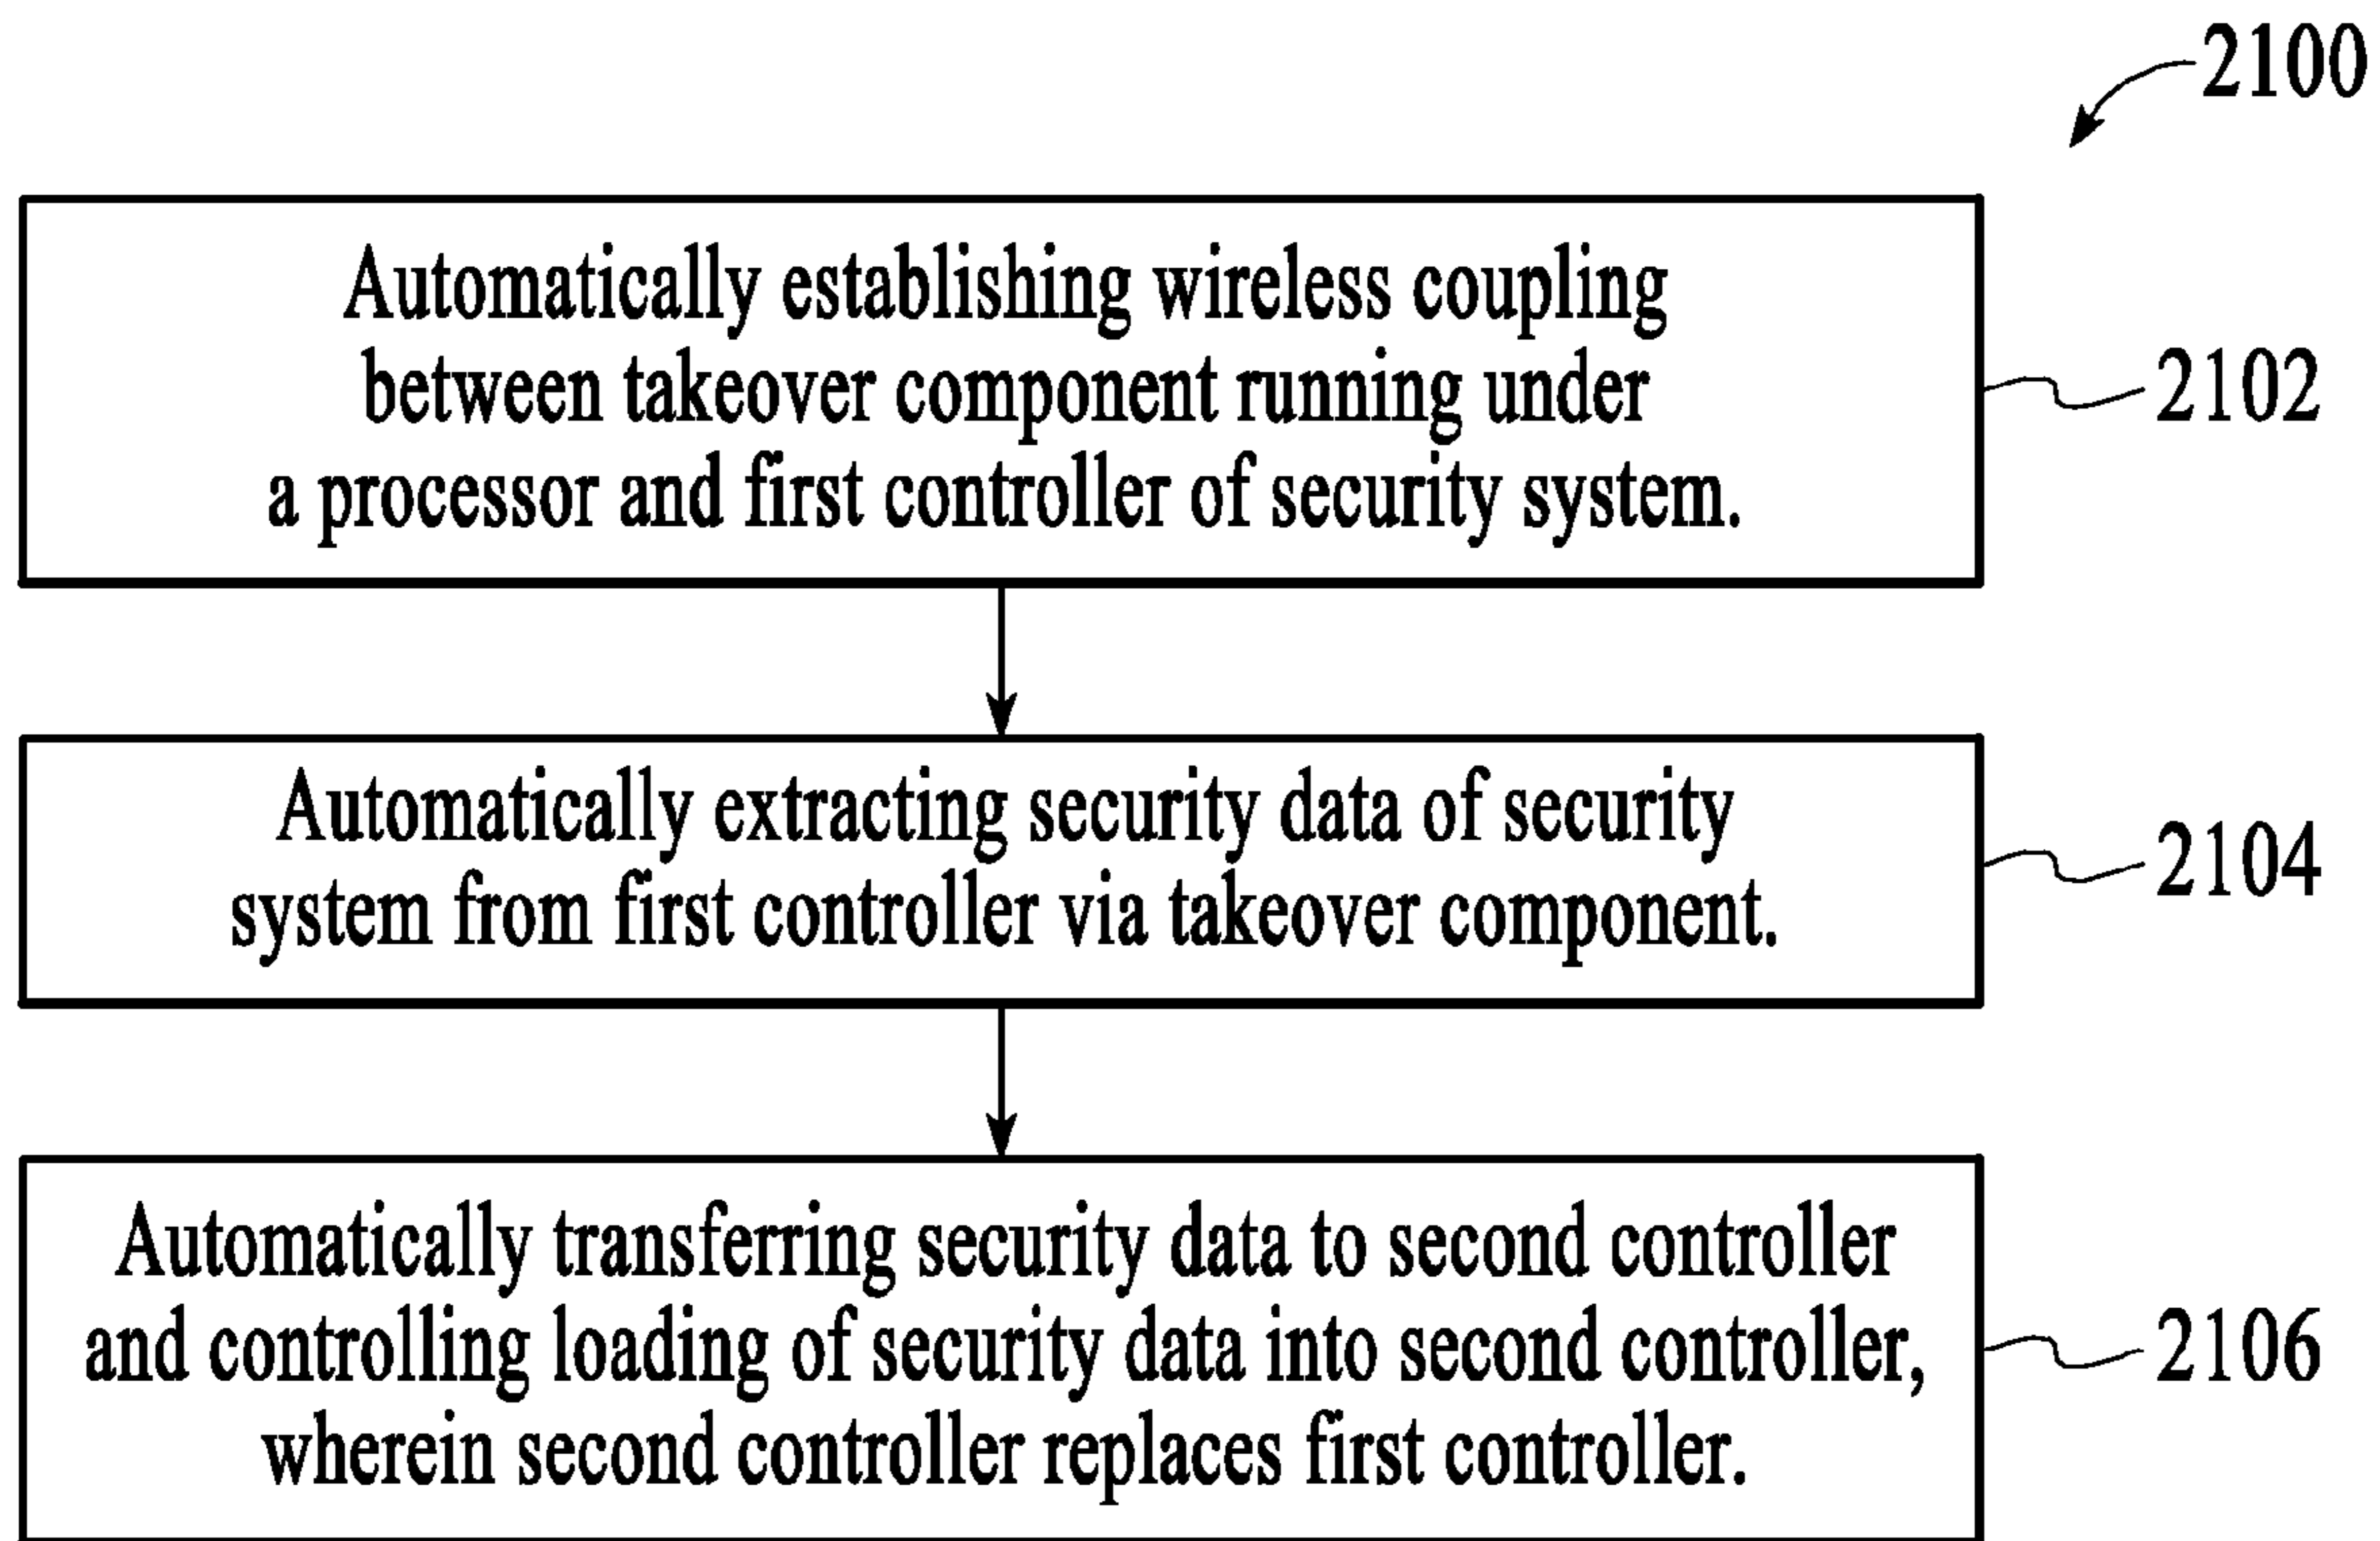 2100
Automatically establishing wireless coupling
between takeover component running under
a processor and first controller of security system.
2102
Automatically extracting security data of security
system from first controller via takeover component.
2104
Automatically transferring security data to second controller
and controlling loading of security data into second controller,
wherein second controller replaces first controller.
2106